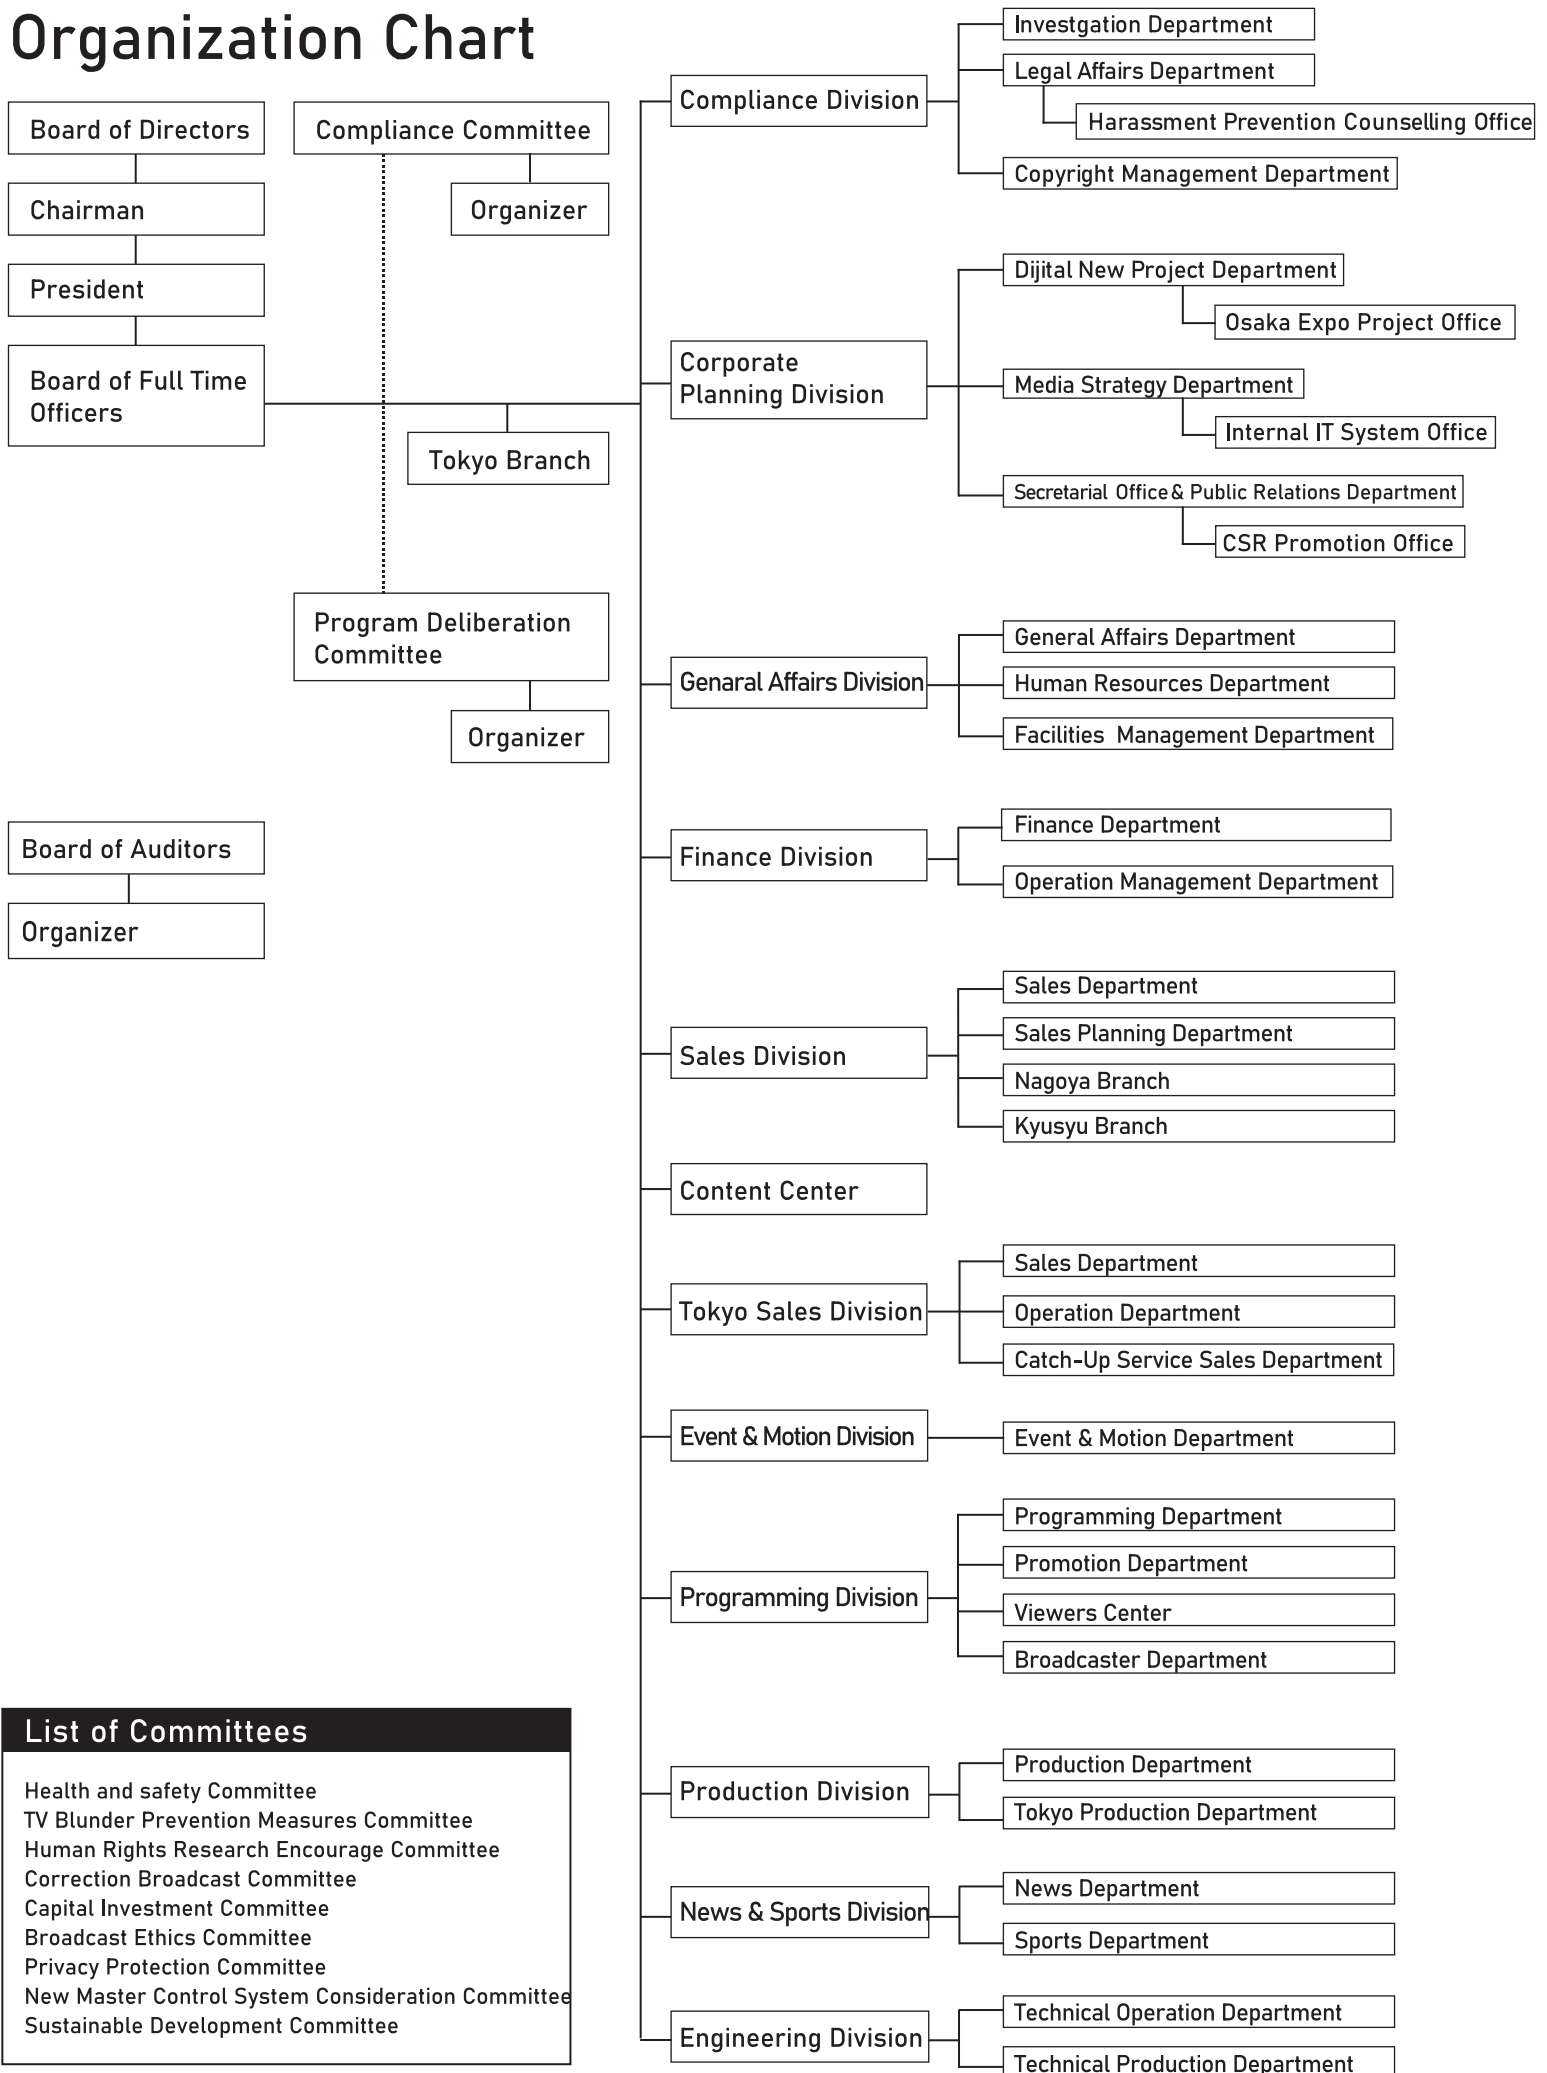 Organization Chart
Board of Directors
Chairman
President
Board of Full Time
Officers
Compliance Committee
Organizer
Tokyo Branch
Program Deliberation
Committee
Organizer
Board of Auditors
Organizer
Compliance Division
Investgation Department
Legal Affairs Department
Harassment Prevention Counselling Office
Copyright Management Department
Corporate
Planning Division
Dijital New Project Department
Osaka Expo Project Office
Media Strategy Department
Internal IT System Office
Secretarial Office & Public Relations Department
CSR Promotion Office
Genaral Affairs Division
General Affairs Department
Human Resources Department
Facilities Management Department
Finance Division
Finance Department
Operation Management Department
Sales Division
Sales Department
Sales Planning Department
Nagoya Branch
Kyusyu Branch
Content Center
Tokyo Sales Division
Sales Department
Operation Department
Catch-Up Service Sales Department
Event & Motion Division
Event & Motion Department
Programming Division
Programming Department
Promotion Department
Viewers Center
Broadcaster Department
Production Division
Production Department
Tokyo Production Department
News & Sports Division
News Department
Sports Department
Engineering Division
Technical Operation Department
Technical Production Department
List of Committees
Health and safety Committee
TV Blunder Prevention Measures Committee
Human Rights Research Encourage Committee
Correction Broadcast Committee
Capital Investment Committee
Broadcast Ethics Committee
Privacy Protection Committee
New Master Control System Consideration Committee
Sustainable Development Committee